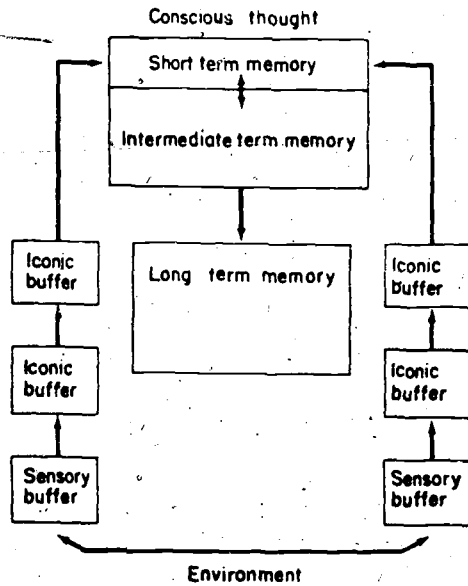 Conscious thought
Short term memory
Intermediate term memory
Long term memory
Iconic
buffer
Iconic
buffer
Sensory
buffer
Iconic
buffer
Iconic
buffer
Sensory
buffer
Environment